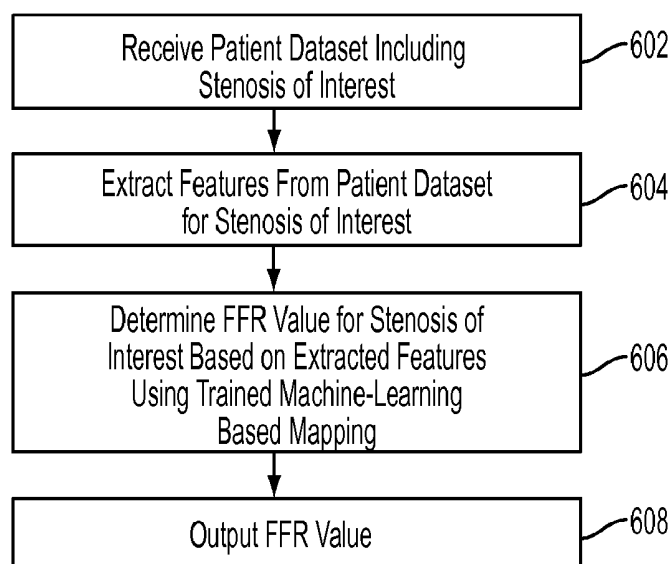 Receive Patient Dataset Including
Stenosis of Interest
602
Extract Features From Patient Dataset
for Stenosis of Interest
604
Determine FFR Value for Stenosis of
Interest Based on Extracted Features
Using Trained Machine-Learning
Based Mapping
606
Output FFR Value
608